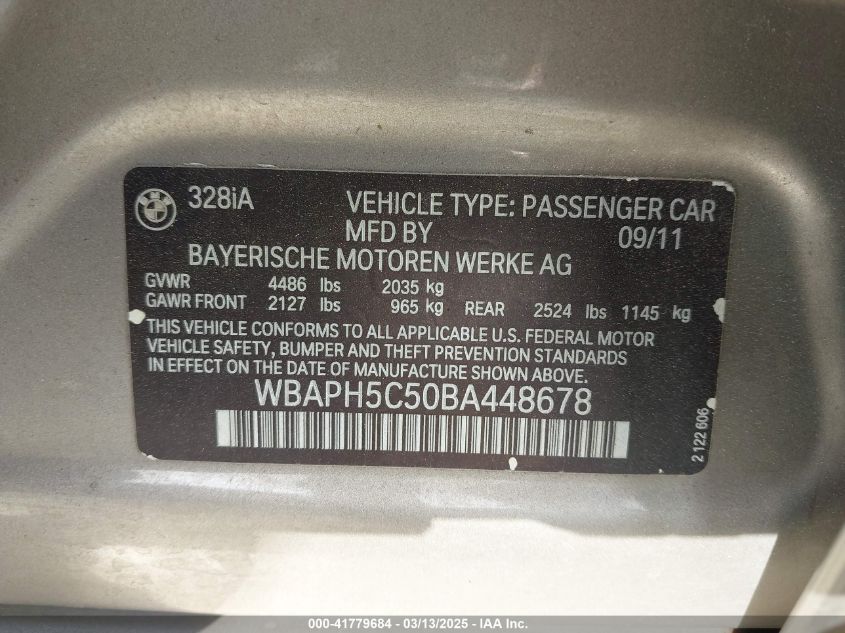 BMW
328iA VEHICLE TYPE: PASSENGER CAR
MFD BY 09/11
BAYERISCHE MOTOREN WERKE AG
GVWR 4486 lbs 2035 kg
GAWR FRONT 2127 lbs 965 kg REAR 2524 lbs 1145 kg
THIS VEHICLE CONFORMS TO ALL APPLICABLE U.S. FEDERAL MOTOR
VEHICLE SAFETY, BUMPER AND THEFT PREVENTION STANDARDS
IN EFFECT ON THE DATE OF MANUFACTURE SHOWN ABOVE.
WBAPH5C50BA448678
2 122 606
000-41779684 - 03/13/2025 - IAA Inc.